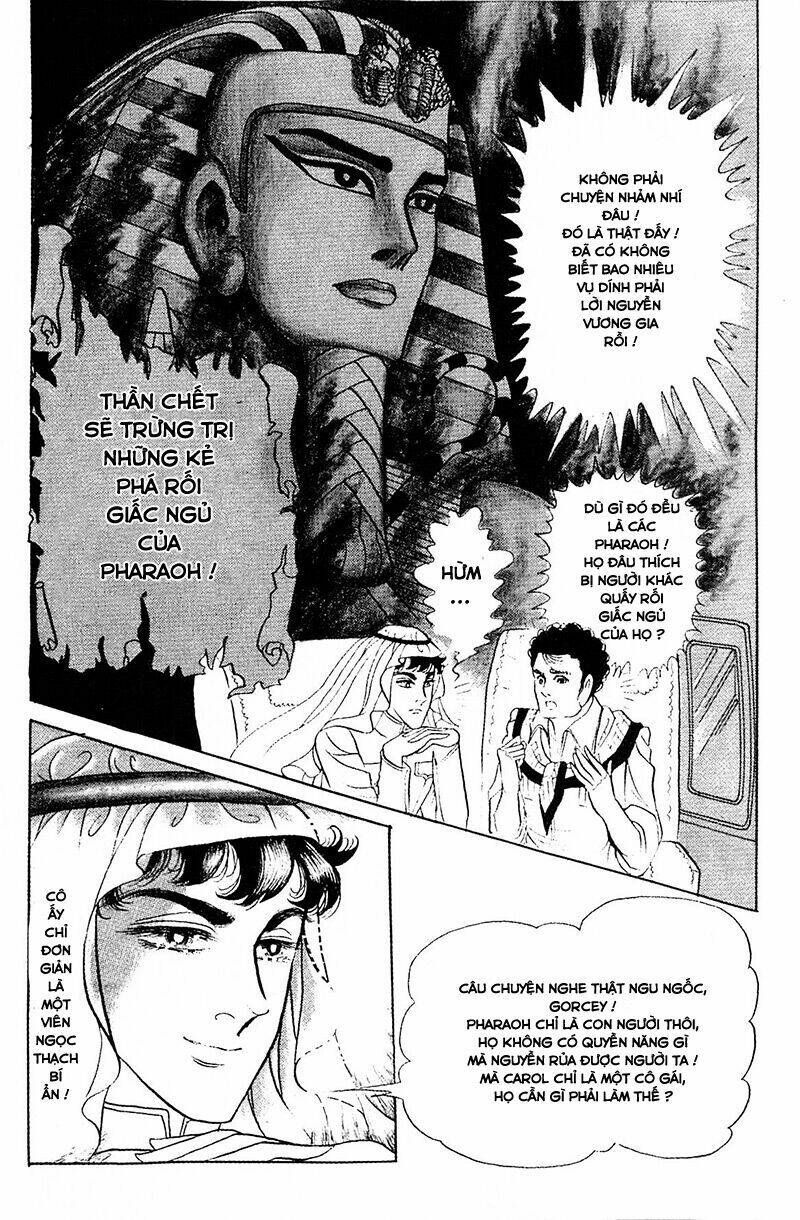 KHÔNG PHẢI
CHUYỆN NHẢM NHÍ
ĐÂU !
ĐÓ LÀ THẬT ĐẤY !
ĐÃ CÓ KHÔNG
BIẾT BAO NHIÊU
VỤ DÍNH PHẢI
LỜI NGUYỀN
VƯƠNG GIA
RỒI !
THẦN CHẾT
SẼ TRỪNG TRỊ
NHỮNG KẺ
PHÁ RỐI
GIẤC NGỦ
CỦA
PHARAOH !
DÙ GÌ ĐÓ ĐỀU
LÀ CÁC
PHARAOH !
HỌ ĐÂU THÍCH
BỊ NGƯỜI KHÁC
QUẤY RỐI
GIẤC NGỦ
CỦA HỌ ?
HỪM
...
CÔ
ẤY CHỈ
ĐƠN
GIẢN
LÀ MỘT
VIÊN
NGỌC
THẠCH
BÍ
ẨN !
CÂU CHUYỆN NGHE THẬT NGU NGỐC,
GORCEY !
PHARAOH CHỈ LÀ CON NGƯỜI THÔI,
HỌ KHÔNG CÓ QUYỀN NĂNG GÌ
MÀ NGUYỀN RỦA ĐƯỢC NGƯỜI TA !
MÀ CAROL CHỈ LÀ MỘT CÔ GÁI,
HỌ CẦN GÌ PHẢI LÀM THẾ ?